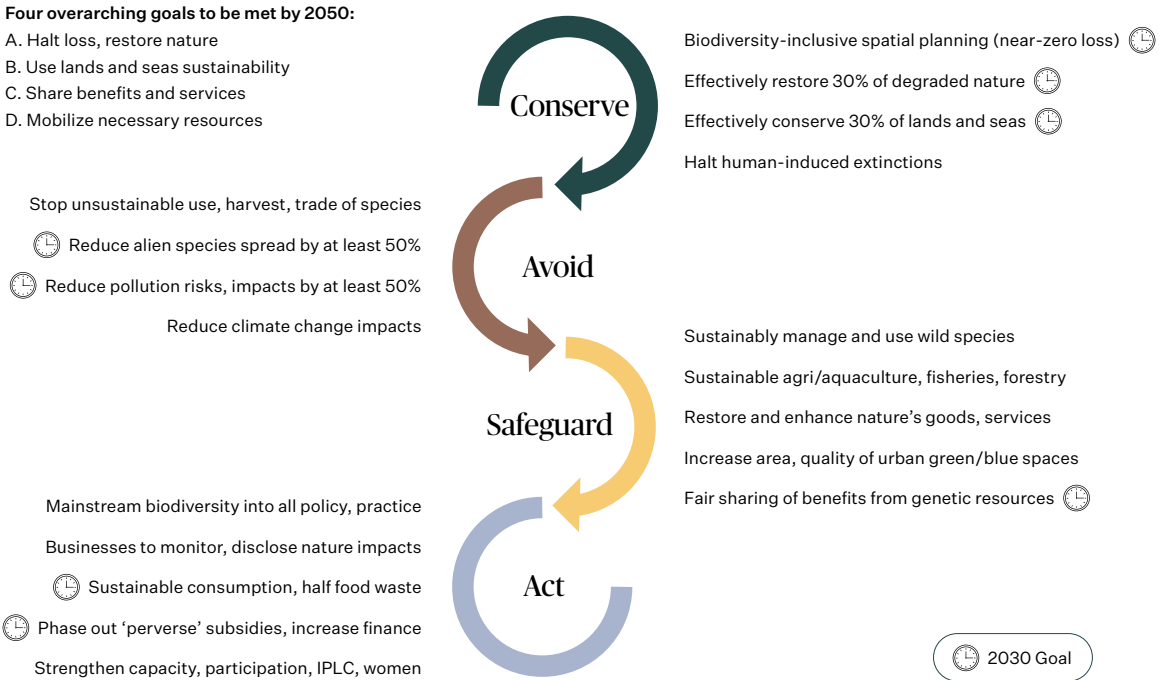 Four overarching goals to be met by 2050:
A. Halt loss, restore nature
B. Use lands and seas sustainability
C. Share benefits and services
D. Mobilize necessary resources
Conserve
Biodiversity-inclusive spatial planning (near-zero loss)
Effectively restore 30% of degraded nature
Effectively conserve 30% of lands and seas
Halt human-induced extinctions
Stop unsustainable use, harvest, trade of species
Reduce alien species spread by at least 50%
Reduce pollution risks, impacts by at least 50%
Reduce climate change impacts
Avoid
Sustainably manage and use wild species
Sustainable agri/aquaculture, fisheries, forestry
Restore and enhance nature’s goods, services
Increase area, quality of urban green/blue spaces
Fair sharing of benefits from genetic resources
Safeguard
Mainstream biodiversity into all policy, practice
Businesses to monitor, disclose nature impacts
Sustainable consumption, half food waste
Phase out ‘perverse’ subsidies, increase finance
Strengthen capacity, participation, IPLC, women
Act
2030 Goal